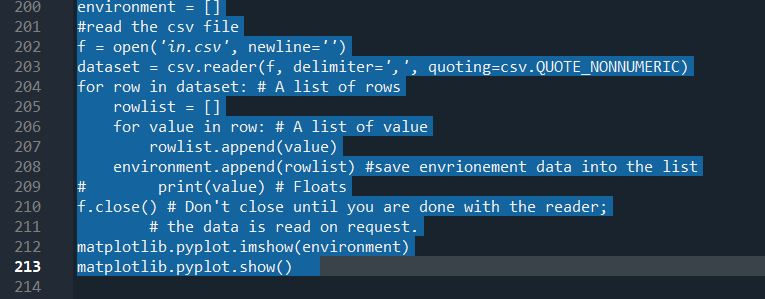 200 environment = []
201 #read the csv file
202 f = open('in.csv', newline='')
203 dataset = csv.reader(f, delimiter=',', quoting=csv.QUOTE_NONNUMERIC)
204 for row in dataset: # A list of rows
205     rowlist = []
206     for value in row: # A list of value
207         rowlist.append(value)
208     environment.append(rowlist) #save envrionement data into the list
209 #        print(value) # Floats
210 f.close() # Don't close until you are done with the reader;
211         # the data is read on request.
212 matplotlib.pyplot.imshow(environment)
213 matplotlib.pyplot.show()
214